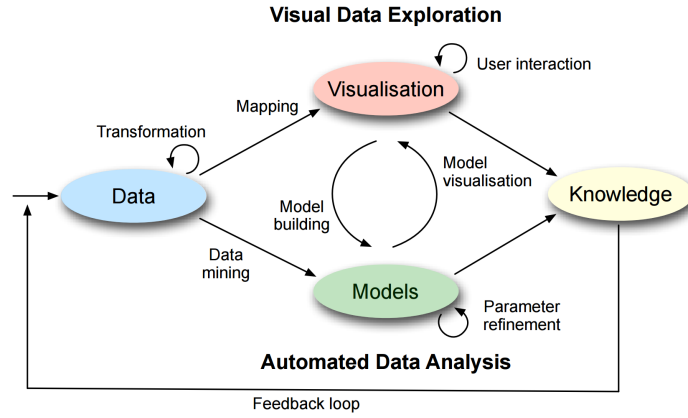 Visual Data Exploration
User interaction
Visualisation
Mapping
Transformation
Model
visualisation
Data
Knowledge
Model
building
Data
mining
Models
Parameter
refinement
Automated Data Analysis
Feedback loop